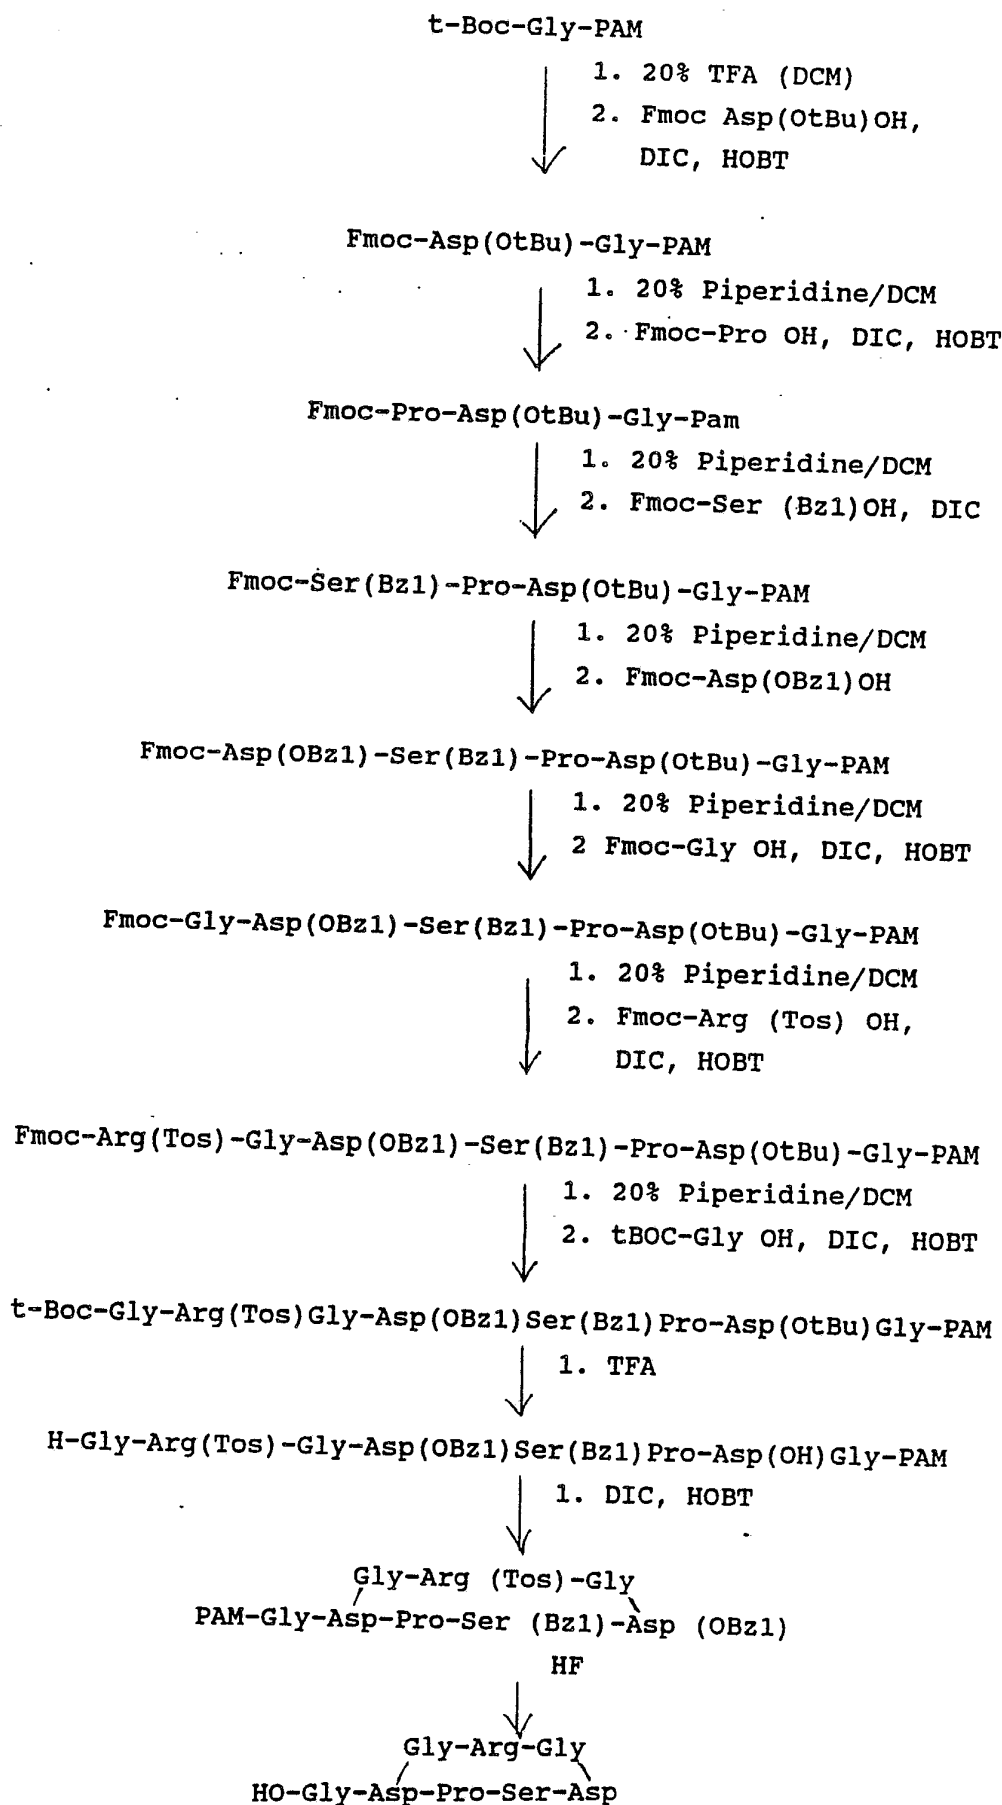 t-Boc-Gly-PAM
1. 20% TFA (DCM)
2. Fmoc Asp(OtBu)OH,
DIC, HOBT
Fmoc-Asp(OtBu)-Gly-PAM
1. 20% Piperidine/DCM
2. Fmoc-Pro OH, DIC, HOBT
Fmoc-Pro-Asp(OtBu)-Gly-Pam
1. 20% Piperidine/DCM
2. Fmoc-Ser (Bzl)OH, DIC
Fmoc-Ser(Bzl)-Pro-Asp(OtBu)-Gly-PAM
1. 20% Piperidine/DCM
2. Fmoc-Asp(OBzl)OH
Fmoc-Asp(OBzl)-Ser(Bzl)-Pro-Asp(OtBu)-Gly-PAM
1. 20% Piperidine/DCM
2 Fmoc-Gly OH, DIC, HOBT
Fmoc-Gly-Asp(OBzl)-Ser(Bzl)-Pro-Asp(OtBu)-Gly-PAM
1. 20% Piperidine/DCM
2. Fmoc-Arg (Tos) OH,
DIC, HOBT
Fmoc-Arg(Tos)-Gly-Asp(OBzl)-Ser(Bzl)-Pro-Asp(OtBu)-Gly-PAM
1. 20% Piperidine/DCM
2. tBOC-Gly OH, DIC, HOBT
t-Boc-Gly-Arg(Tos)Gly-Asp(OBzl)Ser(Bzl)Pro-Asp(OtBu)Gly-PAM
1. TFA
H-Gly-Arg(Tos)-Gly-Asp(OBzl)Ser(Bzl)Pro-Asp(OH)Gly-PAM
1. DIC, HOBT
Gly-Arg (Tos)-Gly
PAM-Gly-Asp-Pro-Ser (Bzl)-Asp (OBzl)
HF
Gly-Arg-Gly
HO-Gly-Asp-Pro-Ser-Asp